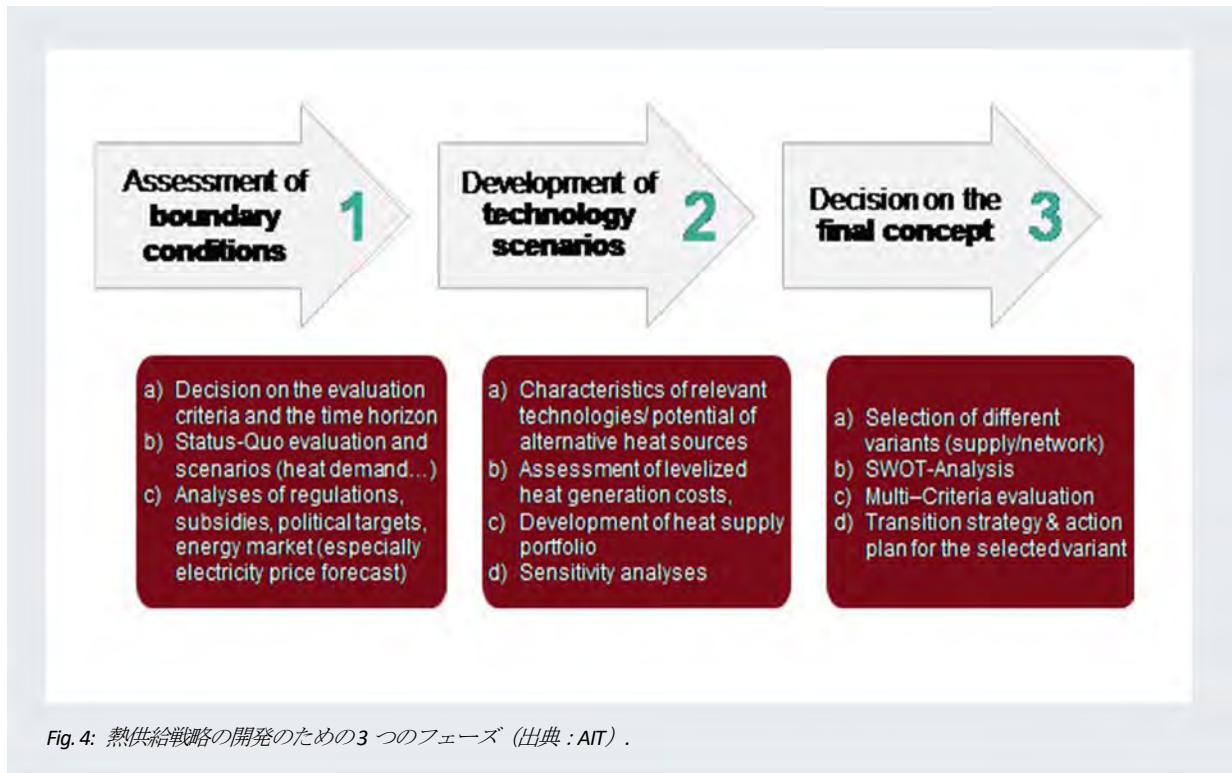 Assessment of
boundary
conditions
1
Development of
technology
scenarios
2
Decision on the
final concept
3
a) Decision on the evaluation
criteria and the time horizon
b) Status-Quo evaluation and
scenarios (heat demand...)
c) Analyses of regulations,
subsidies, political targets,
energy market (especially
electricity price forecast)
a) Characteristics of relevant
technologies/ potential of
alternative heat sources
b) Assessment of levelized
heat generation costs,
c) Development of heat supply
portfolio
d) Sensitivity analyses
a) Selection of different
variants (supply/network)
b) SWOT-Analysis
c) Multi–Criteria evaluation
d) Transition strategy & action
plan for the selected variant
Fig. 4: 熱供給戦略の開発のための3 つのフェーズ（出典：AIT）.